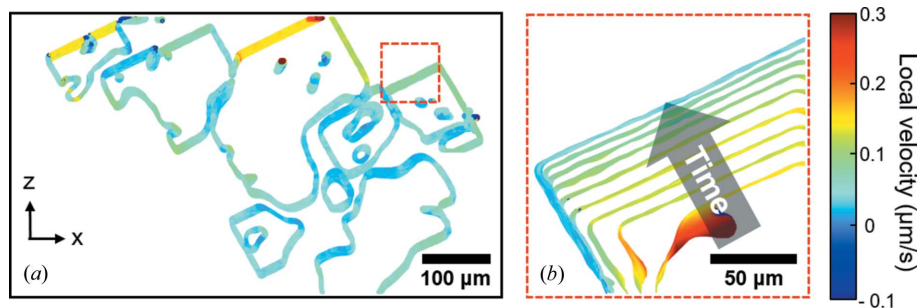 z
x
(a)
100 µm
Time
(b)
50 µm
0.3
0.2
0.1
0
- 0.1
Local velocity (µm/s)